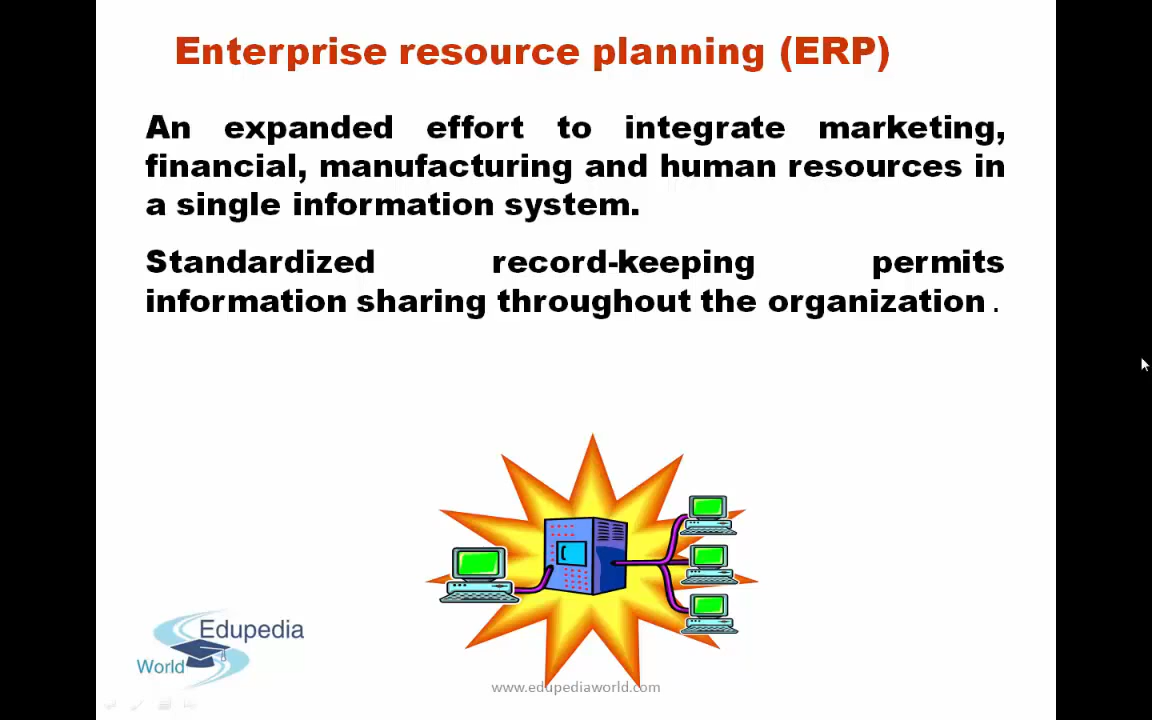 Enterprise resource planning (ERP)
An expanded effort to integrate marketing,
financial, manufacturing and human resources in
a single information system.
Standardized record-keeping permits
information sharing throughout the organization .
Edupedia
World
www.edupediaworld.com